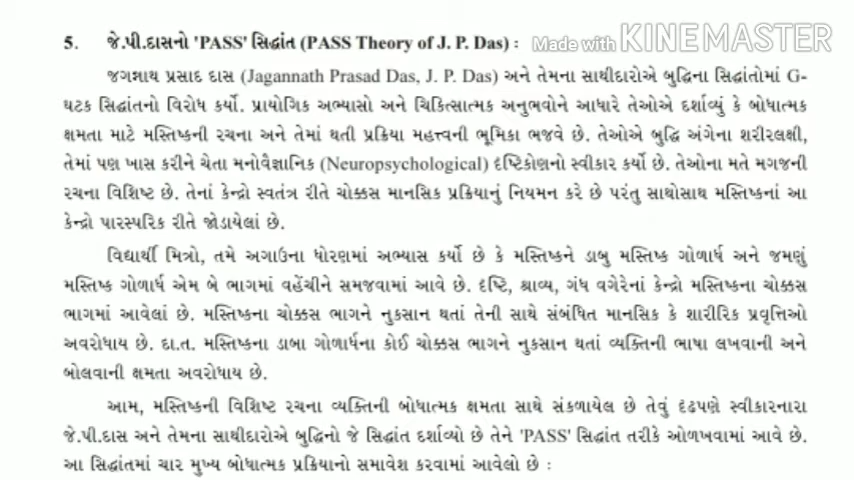 5. જે.પી.દાસનો 'PASS' સિદ્ધાંત (PASS Theory of J. P. Das) :
Made with KINEMASTER
જગન્નાથ પ્રસાદ દાસ (Jagannath Prasad Das, J. P. Das) અને તેમના સાથીદારોએ બુદ્ધિના સિદ્ધાંતોમાં G-
ઘટક સિદ્ધાંતનો વિરોધ કર્યો. પ્રાયોગિક અભ્યાસો અને ચિકિત્સાત્મક અનુભવોને આધારે તેઓએ દર્શાવ્યું કે બોધાત્મક
ક્ષમતા માટે મસ્તિષ્કની રચના અને તેમાં થતી પ્રક્રિયા મહત્ત્વની ભૂમિકા ભજવે છે. તેઓએ બુદ્ધિ અંગેના શરીરલક્ષી,
તેમાં પણ ખાસ કરીને ચેતા મનોવૈજ્ઞાનિક (Neuropsychological) દૃષ્ટિકોણનો સ્વીકાર કર્યો છે. તેઓના મતે મગજની
રચના વિશિષ્ટ છે. તેનાં કેન્દ્રો સ્વતંત્ર રીતે ચોક્કસ માનસિક પ્રક્રિયાનું નિયમન કરે છે પરંતુ સાથોસાથ મસ્તિષ્કનાં આ
કેન્દ્રો પારસ્પરિક રીતે જોડાયેલાં છે.
વિદ્યાર્થી મિત્રો, તમે અગાઉના ધોરણમાં અભ્યાસ કર્યો છે કે મસ્તિષ્કને ડાબુ મસ્તિષ્ક ગોળાર્ધ અને જમણું
મસ્તિષ્ક ગોળાર્ધ એમ બે ભાગમાં વહેંચીને સમજવામાં આવે છે. દૃષ્ટિ, શ્રાવ્ય, ગંધ વગેરેનાં કેન્દ્રો મસ્તિષ્કના ચોક્કસ
ભાગમાં આવેલાં છે. મસ્તિષ્કના ચોક્કસ ભાગને નુકસાન થતાં તેની સાથે સંબંધિત માનસિક કે શારીરિક પ્રવૃત્તિઓ
અવરોધાય છે. દા.ત. મસ્તિષ્કના ડાબા ગોળાર્ધના કોઈ ચોક્કસ ભાગને નુકસાન થતાં વ્યક્તિની ભાષા લખવાની અને
બોલવાની ક્ષમતા અવરોધાય છે.
આમ, મસ્તિષ્કની વિશિષ્ટ રચના વ્યક્તિની બોધાત્મક ક્ષમતા સાથે સંકળાયેલ છે તેવું દૃઢપણે સ્વીકારનારા
જે.પી.દાસ અને તેમના સાથીદારોએ બુદ્ધિનો જે સિદ્ધાંત દર્શાવ્યો છે તેને 'PASS' સિદ્ધાંત તરીકે ઓળખવામાં આવે છે.
આ સિદ્ધાંતમાં ચાર મુખ્ય બોધાત્મક પ્રક્રિયાનો સમાવેશ કરવામાં આવેલો છે :